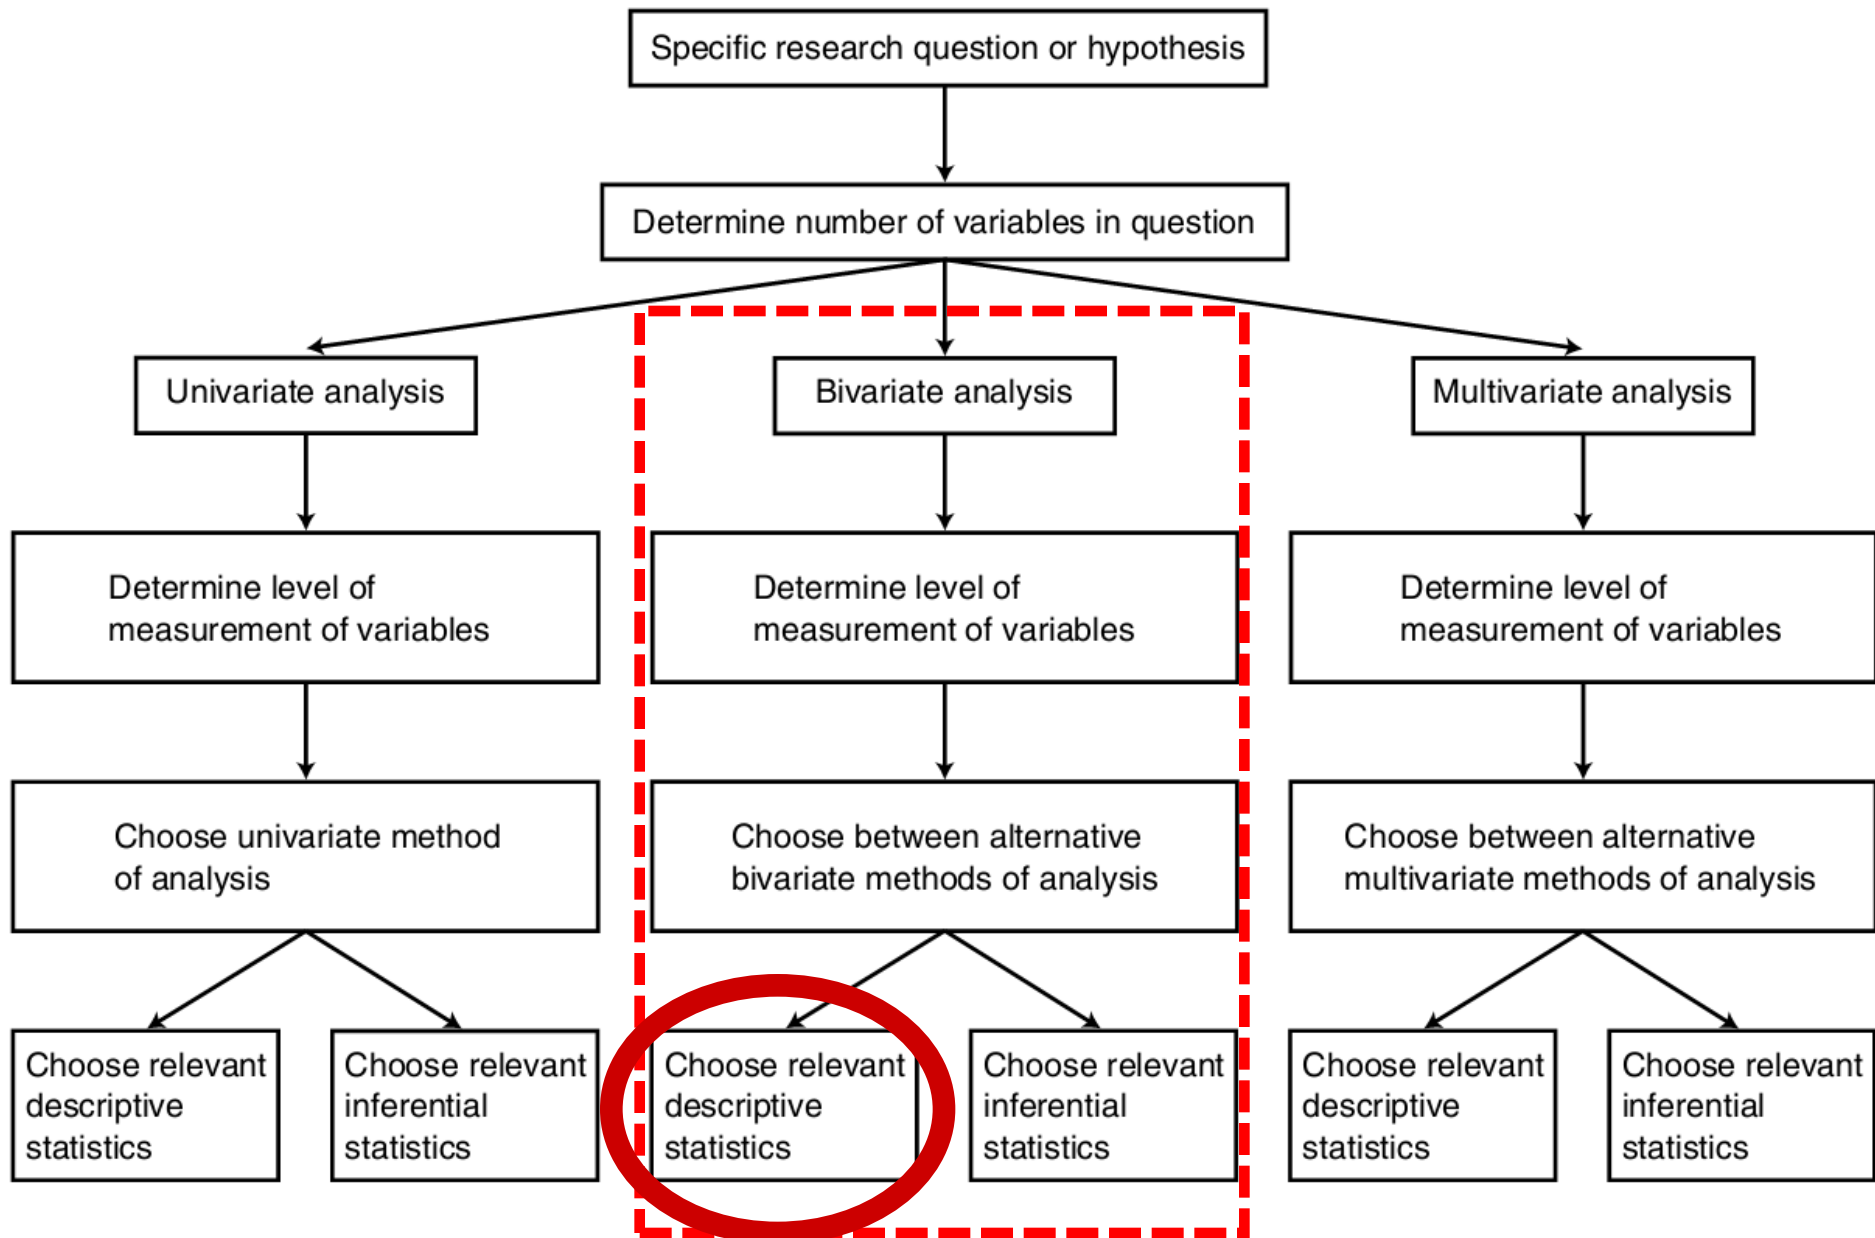 Specific research question or hypothesis
Determine number of variables in question
Univariate analysis
Bivariate analysis
Multivariate analysis
Determine level of
measurement of variables
Determine level of
measurement of variables
Determine level of
measurement of variables
Choose univariate method
of analysis
Choose between alternative
bivariate methods of analysis
Choose between alternative
multivariate methods of analysis
Choose relevant
descriptive
statistics
Choose relevant
inferential
statistics
Choose relevant
descriptive
statistics
Choose relevant
inferential
statistics
Choose relevant
descriptive
statistics
Choose relevant
inferential
statistics